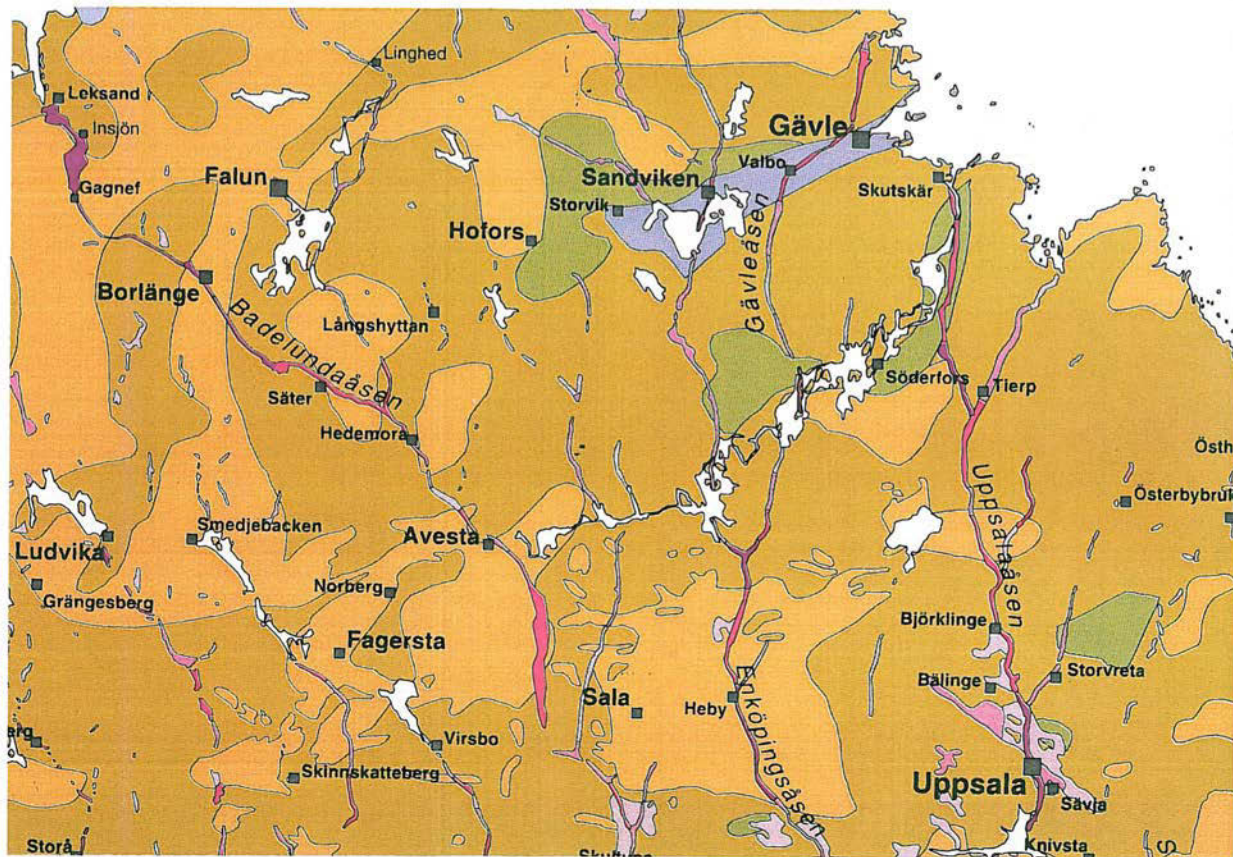 Linghed
Leksand
Insjön
Gävle
Valbo
Gagnef
Falun
Sandviken
Skutskär
Storvik
Hofors
Gävleåsen
Borlänge
Badelundaåsen
Långshyttan
Söderfors
Säter
Tierp
Hedemora
Östh
Uppsalaåsen
Österbybruk
Smedjebacken
Avesta
Ludvika
Norberg
Grängesberg
Björklinge
Fagersta
Storvreta
Bälinge
Enköpingsåsen
Sala
Heby
erg
Virsbo
Skinnskatteberg
Uppsala
Sävja
Storå
Knivsta
S